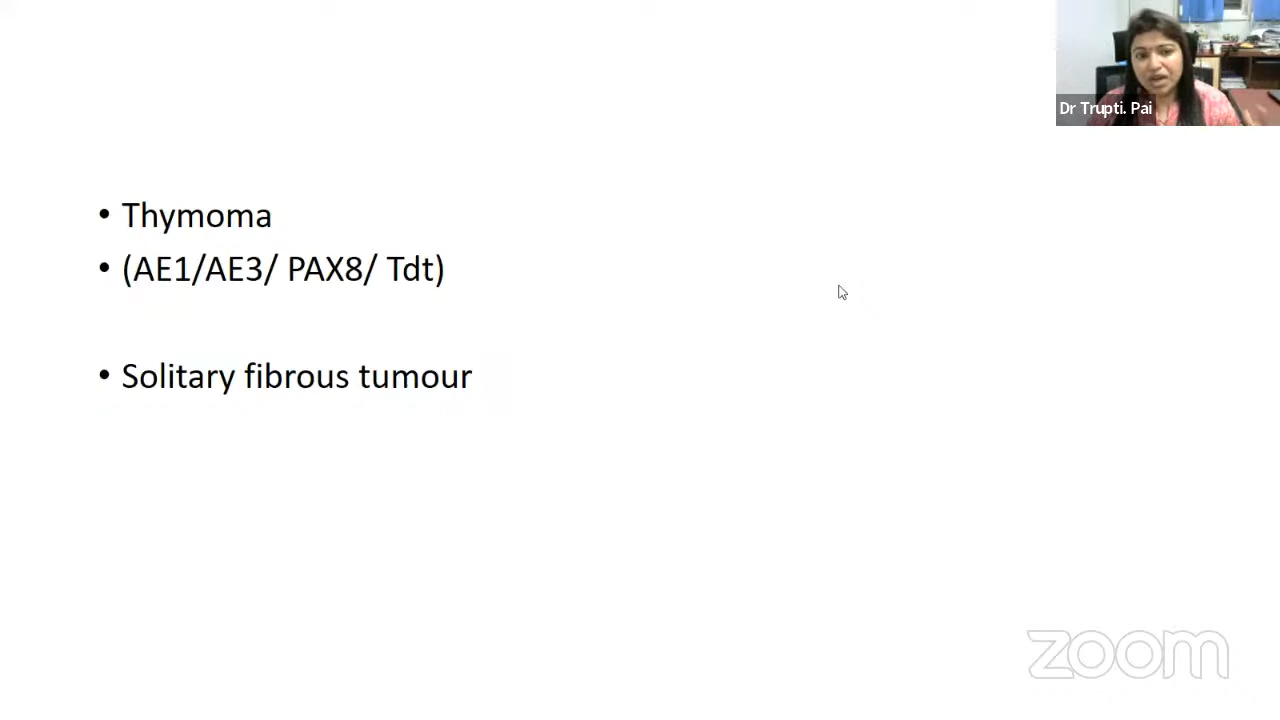 Dr Trupti. Pai
• Thymoma
• (AE1/AE3/ PAX8/ Tdt)
• Solitary fibrous tumour
zoom